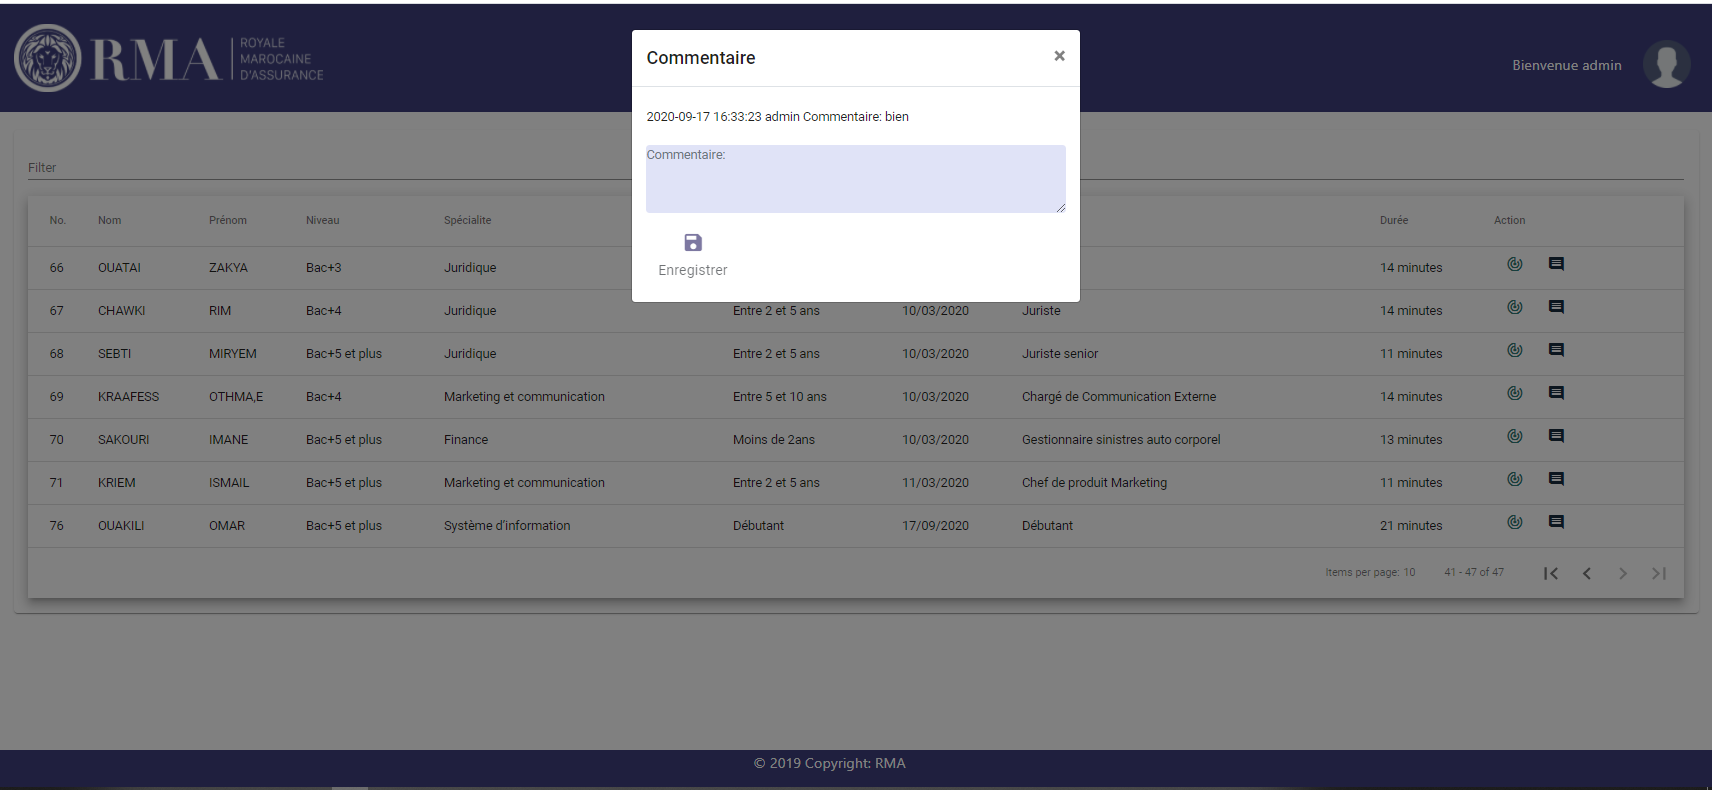 RMA ROYALE
MAROCAINE
D'ASSURANCE
Bienvenue admin
Commentaire ×
2020-09-17 16:33:23 admin Commentaire: bien
Commentaire:
Enregistrer
Filter
No. Nom Prénom Niveau Spécialite Durée Action
66 OUATAI ZAKYA Bac+3 Juridique 14 minutes
67 CHAWKI RIM Bac+4 Juridique Entre 2 et 5 ans 10/03/2020 Juriste 14 minutes
68 SEBTI MIRYEM Bac+5 et plus Juridique Entre 2 et 5 ans 10/03/2020 Juriste senior 11 minutes
69 KRAAFESS OTHMA,E Bac+4 Marketing et communication Entre 5 et 10 ans 10/03/2020 Chargé de Communication Externe 14 minutes
70 SAKOURI IMANE Bac+5 et plus Finance Moins de 2ans 10/03/2020 Gestionnaire sinistres auto corporel 13 minutes
71 KRIEM ISMAIL Bac+5 et plus Marketing et communication Entre 2 et 5 ans 11/03/2020 Chef de produit Marketing 11 minutes
76 OUAKILI OMAR Bac+5 et plus Système d'information Débutant 17/09/2020 Débutant 21 minutes
Items per page: 10 41 - 47 of 47
© 2019 Copyright: RMA